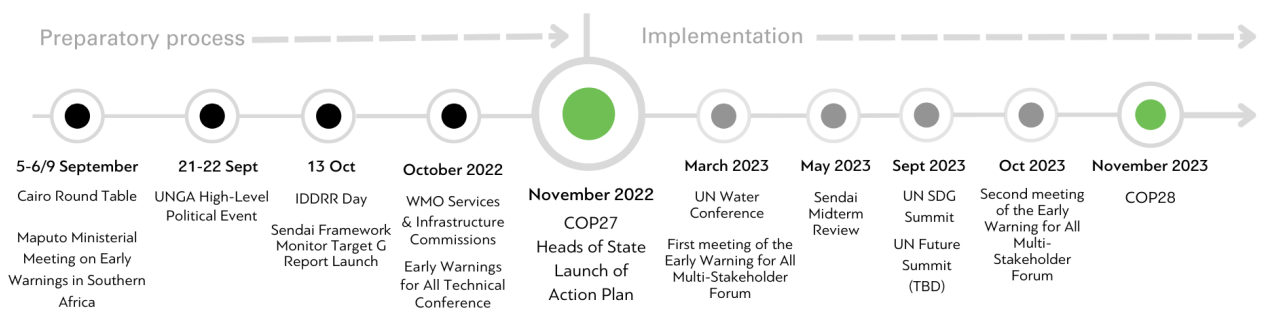 Preparatory process
Implementation
5-6/9 September
Cairo Round Table
Maputo Ministerial
Meeting on Early
Warnings in Southern
Africa
21-22 Sept
UNGA High-Level
Political Event
13 Oct
IDDRR Day
Sendai Framework
Monitor Target G
Report Launch
October 2022
WMO Services
& Infrastructure
Commissions
Early Warnings
for All Technical
Conference
November 2022
COP27
Heads of State
Launch of
Action Plan
March 2023
UN Water
Conference
First meeting of the
Early Warning for All
Multi-Stakeholder
Forum
May 2023
Sendai
Midterm
Review
Sept 2023
UN SDG
Summit
UN Future
Summit
(TBD)
Oct 2023
Second meeting
of the Early
Warning for All
Multi-
Stakeholder
Forum
November 2023
COP28